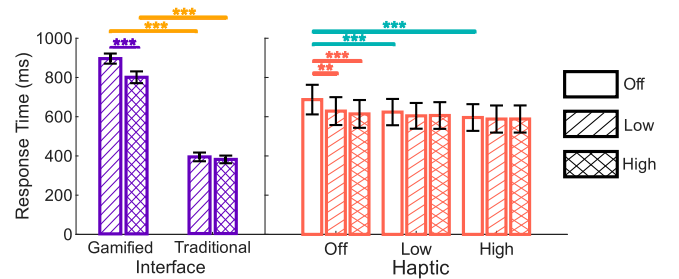 ***
***
***
***
***
***
**
Response Time (ms)
1000
800
600
400
200
0
Gamified
Traditional
Interface
Off
Low
High
Haptic
Off
Low
High